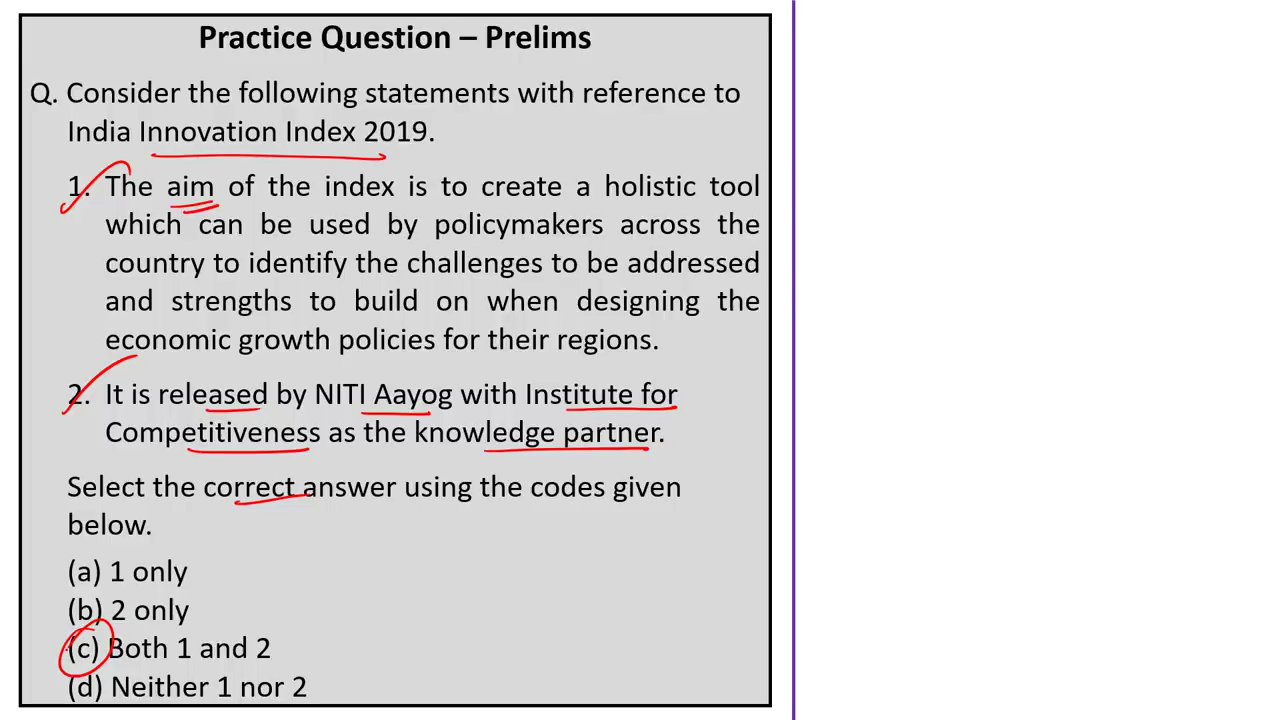 Practice Question – Prelims
Q. Consider the following statements with reference to
India Innovation Index 2019.
1. The aim of the index is to create a holistic tool
which can be used by policymakers across the
country to identify the challenges to be addressed
and strengths to build on when designing the
economic growth policies for their regions.
2. It is released by NITI Aayog with Institute for
Competitiveness as the knowledge partner.
Select the correct answer using the codes given
below.
(a) 1 only
(b) 2 only
(c) Both 1 and 2
(d) Neither 1 nor 2